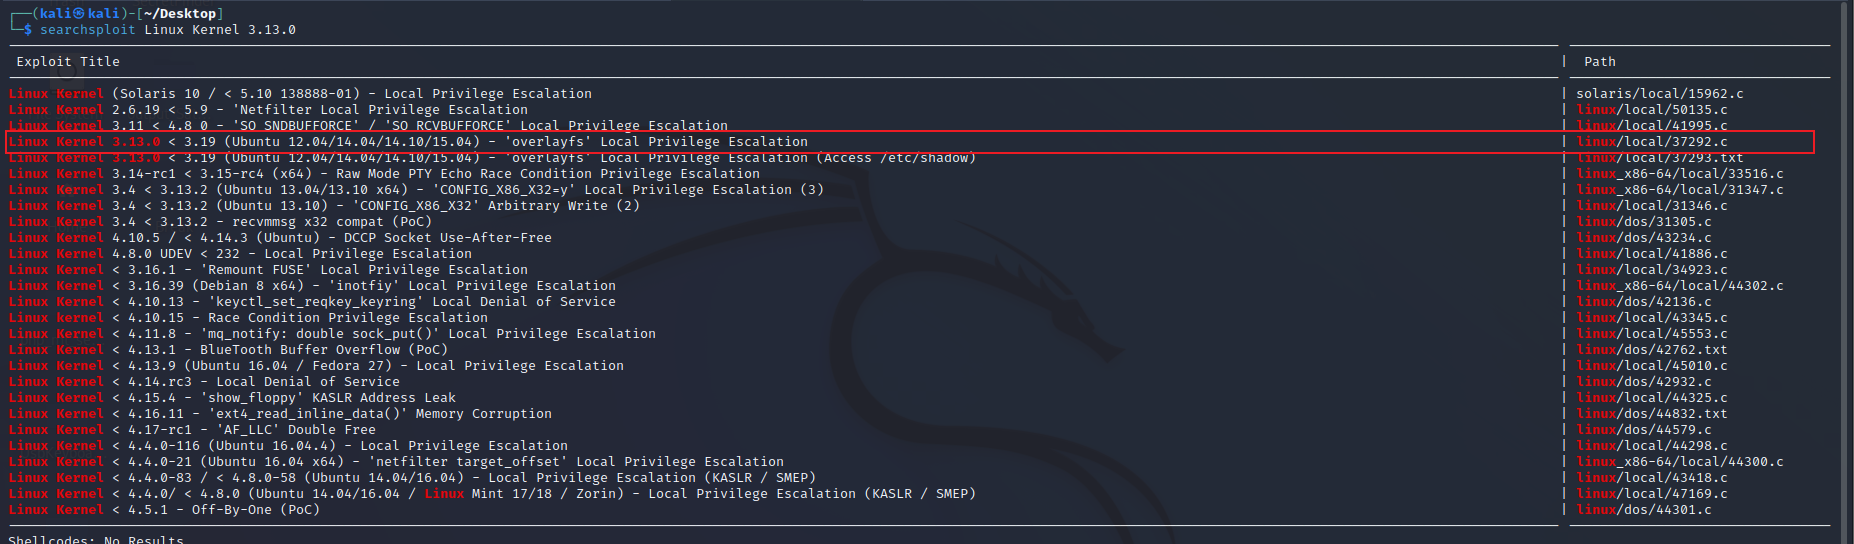 (kali㉿kali)-[~/Desktop]
$ searchsploit Linux Kernel 3.13.0
Exploit Title | Path
Linux Kernel (Solaris 10 / < 5.10 138888-01) - Local Privilege Escalation | solaris/local/15962.c
Linux Kernel 2.6.19 < 5.9 - 'Netfilter Local Privilege Escalation | linux/local/50135.c
Linux Kernel 3.11 < 4.8 0 - 'SO_SNDBUFFORCE' / 'SO_RCVBUFFORCE' Local Privilege Escalation | linux/local/41995.c
Linux Kernel 3.13.0 < 3.19 (Ubuntu 12.04/14.04/14.10/15.04) - 'overlayfs' Local Privilege Escalation | linux/local/37292.c
Linux Kernel 3.13.0 < 3.19 (Ubuntu 12.04/14.04/14.10/15.04) - 'overlayfs' Local Privilege Escalation (Access /etc/shadow) | linux/local/37293.txt
Linux Kernel 3.14-rc1 < 3.15-rc4 (x64) - Raw Mode PTY Echo Race Condition Privilege Escalation | linux_x86-64/local/33516.c
Linux Kernel 3.4 < 3.13.2 (Ubuntu 13.04/13.10 x64) - 'CONFIG_X86_X32=y' Local Privilege Escalation (3) | linux_x86-64/local/31347.c
Linux Kernel 3.4 < 3.13.2 (Ubuntu 13.10) - 'CONFIG_X86_X32' Arbitrary Write (2) | linux/local/31346.c
Linux Kernel 3.4 < 3.13.2 - recvmmsg x32 compat (PoC) | linux/dos/31305.c
Linux Kernel 4.10.5 / < 4.14.3 (Ubuntu) - DCCP Socket Use-After-Free | linux/dos/43234.c
Linux Kernel 4.8.0 UDEV < 232 - Local Privilege Escalation | linux/local/41886.c
Linux Kernel < 3.16.1 - 'Remount FUSE' Local Privilege Escalation | linux/local/34923.c
Linux Kernel < 3.16.39 (Debian 8 x64) - 'inotfiy' Local Privilege Escalation | linux_x86-64/local/44302.c
Linux Kernel < 4.10.13 - 'keyctl_set_reqkey_keyring' Local Denial of Service | linux/dos/42136.c
Linux kernel < 4.10.15 - Race Condition Privilege Escalation | linux/local/43345.c
Linux Kernel < 4.11.8 - 'mq_notify: double sock_put()' Local Privilege Escalation | linux/local/45553.c
Linux Kernel < 4.13.1 - BlueTooth Buffer Overflow (PoC) | linux/dos/42762.txt
Linux Kernel < 4.13.9 (Ubuntu 16.04 / Fedora 27) - Local Privilege Escalation | linux/local/45010.c
Linux Kernel < 4.14.rc3 - Local Denial of Service | linux/dos/42932.c
Linux Kernel < 4.15.4 - 'show_floppy' KASLR Address Leak | linux/local/44325.c
Linux Kernel < 4.16.11 - 'ext4_read_inline_data()' Memory Corruption | linux/dos/44832.txt
Linux Kernel < 4.17-rc1 - 'AF_LLC' Double Free | linux/dos/44579.c
Linux Kernel < 4.4.0-116 (Ubuntu 16.04.4) - Local Privilege Escalation | linux/local/44298.c
Linux Kernel < 4.4.0-21 (Ubuntu 16.04 x64) - 'netfilter target_offset' Local Privilege Escalation | linux_x86-64/local/44300.c
Linux Kernel < 4.4.0-83 / < 4.8.0-58 (Ubuntu 14.04/16.04) - Local Privilege Escalation (KASLR / SMEP) | linux/local/43418.c
Linux Kernel < 4.4.0/ < 4.8.0 (Ubuntu 14.04/16.04 / Linux Mint 17/18 / Zorin) - Local Privilege Escalation (KASLR / SMEP) | linux/local/47169.c
Linux Kernel < 4.5.1 - Off-By-One (PoC) | linux/dos/44301.c
Shellcodes: No Results